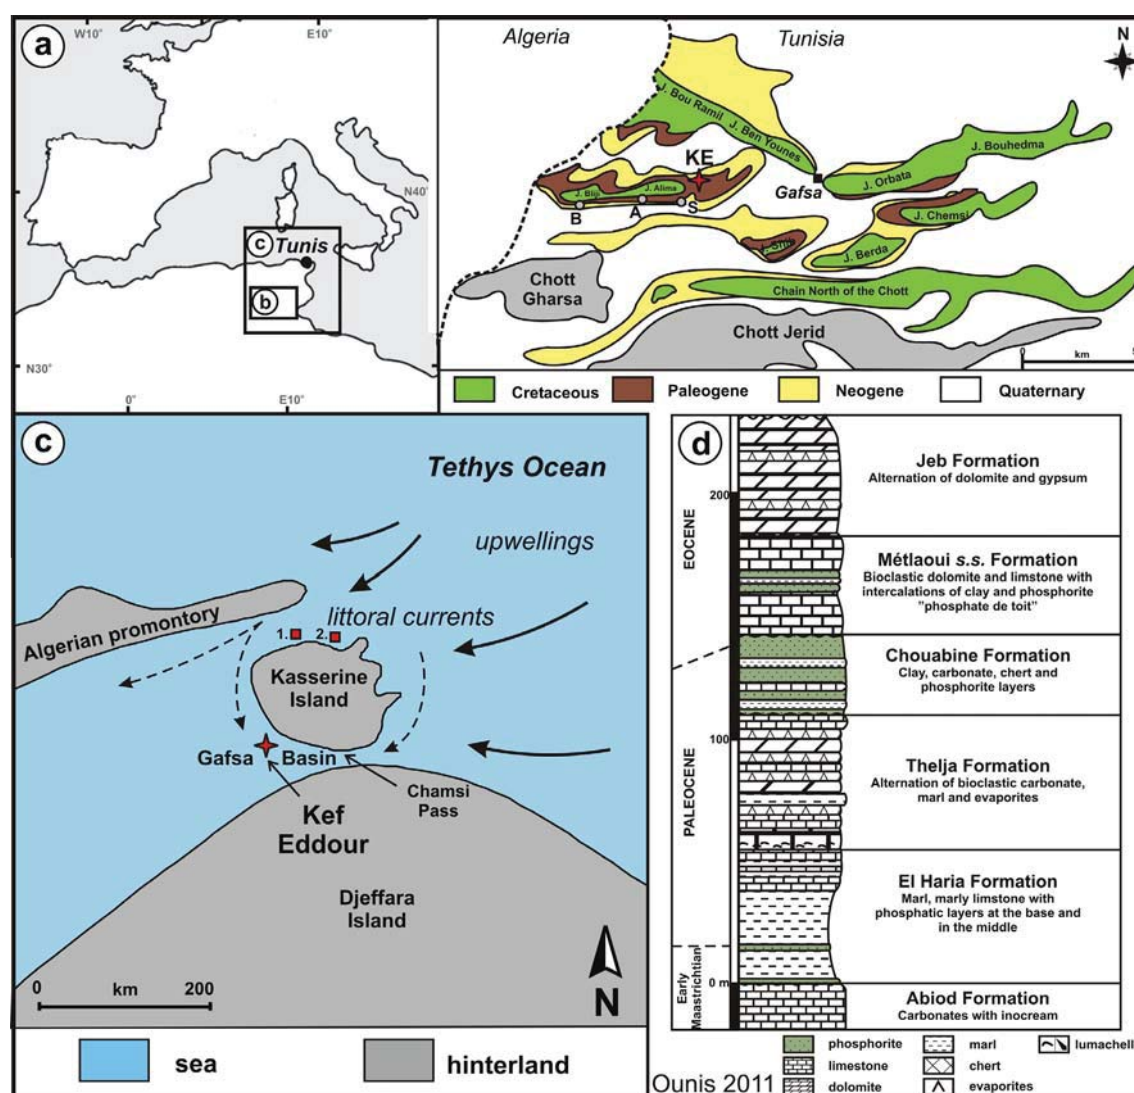 a
W10°
E10°
N40°
Tunis
c
b
N30°
0°
E10°
Algeria
Tunisia
N
J. Bou Ramil
J. Ben Younes
KE
J. Bliji
J. Alima
B
A
S
Gafsa
J. Orbata
J. Bouhedma
J. Chemsi
J. Berda
Chott
Gharsa
Chain North of the Chott
Chott Jerid
0
km
5
Cretaceous
Paleogene
Neogene
Quaternary
c
Tethys Ocean
upwellings
littoral currents
Algerian promontory
1.
2.
Kasserine
Island
Gafsa Basin
Chamsi
Pass
Kef
Eddour
Djeffara
Island
0
km
200
N
sea
hinterland
d
EOCENE
PALEOCENE
Early
Maastrichtian
200
100
0 m
Jeb Formation
Alternation of dolomite and gypsum
Métlaoui s.s. Formation
Bioclastic dolomite and limstone with
intercalations of clay and phosphorite
"phosphate de toit"
Chouabine Formation
Clay, carbonate, chert and
phosphorite layers
Thelja Formation
Alternation of bioclastic carbonate,
marl and evaporites
El Haria Formation
Marl, marly limstone with
phosphatic layers at the base and
in the middle
Abiod Formation
Carbonates with inocream
phosphorite
marl
lumachell
limestone
chert
dolomite
evaporites
Ounis 2011